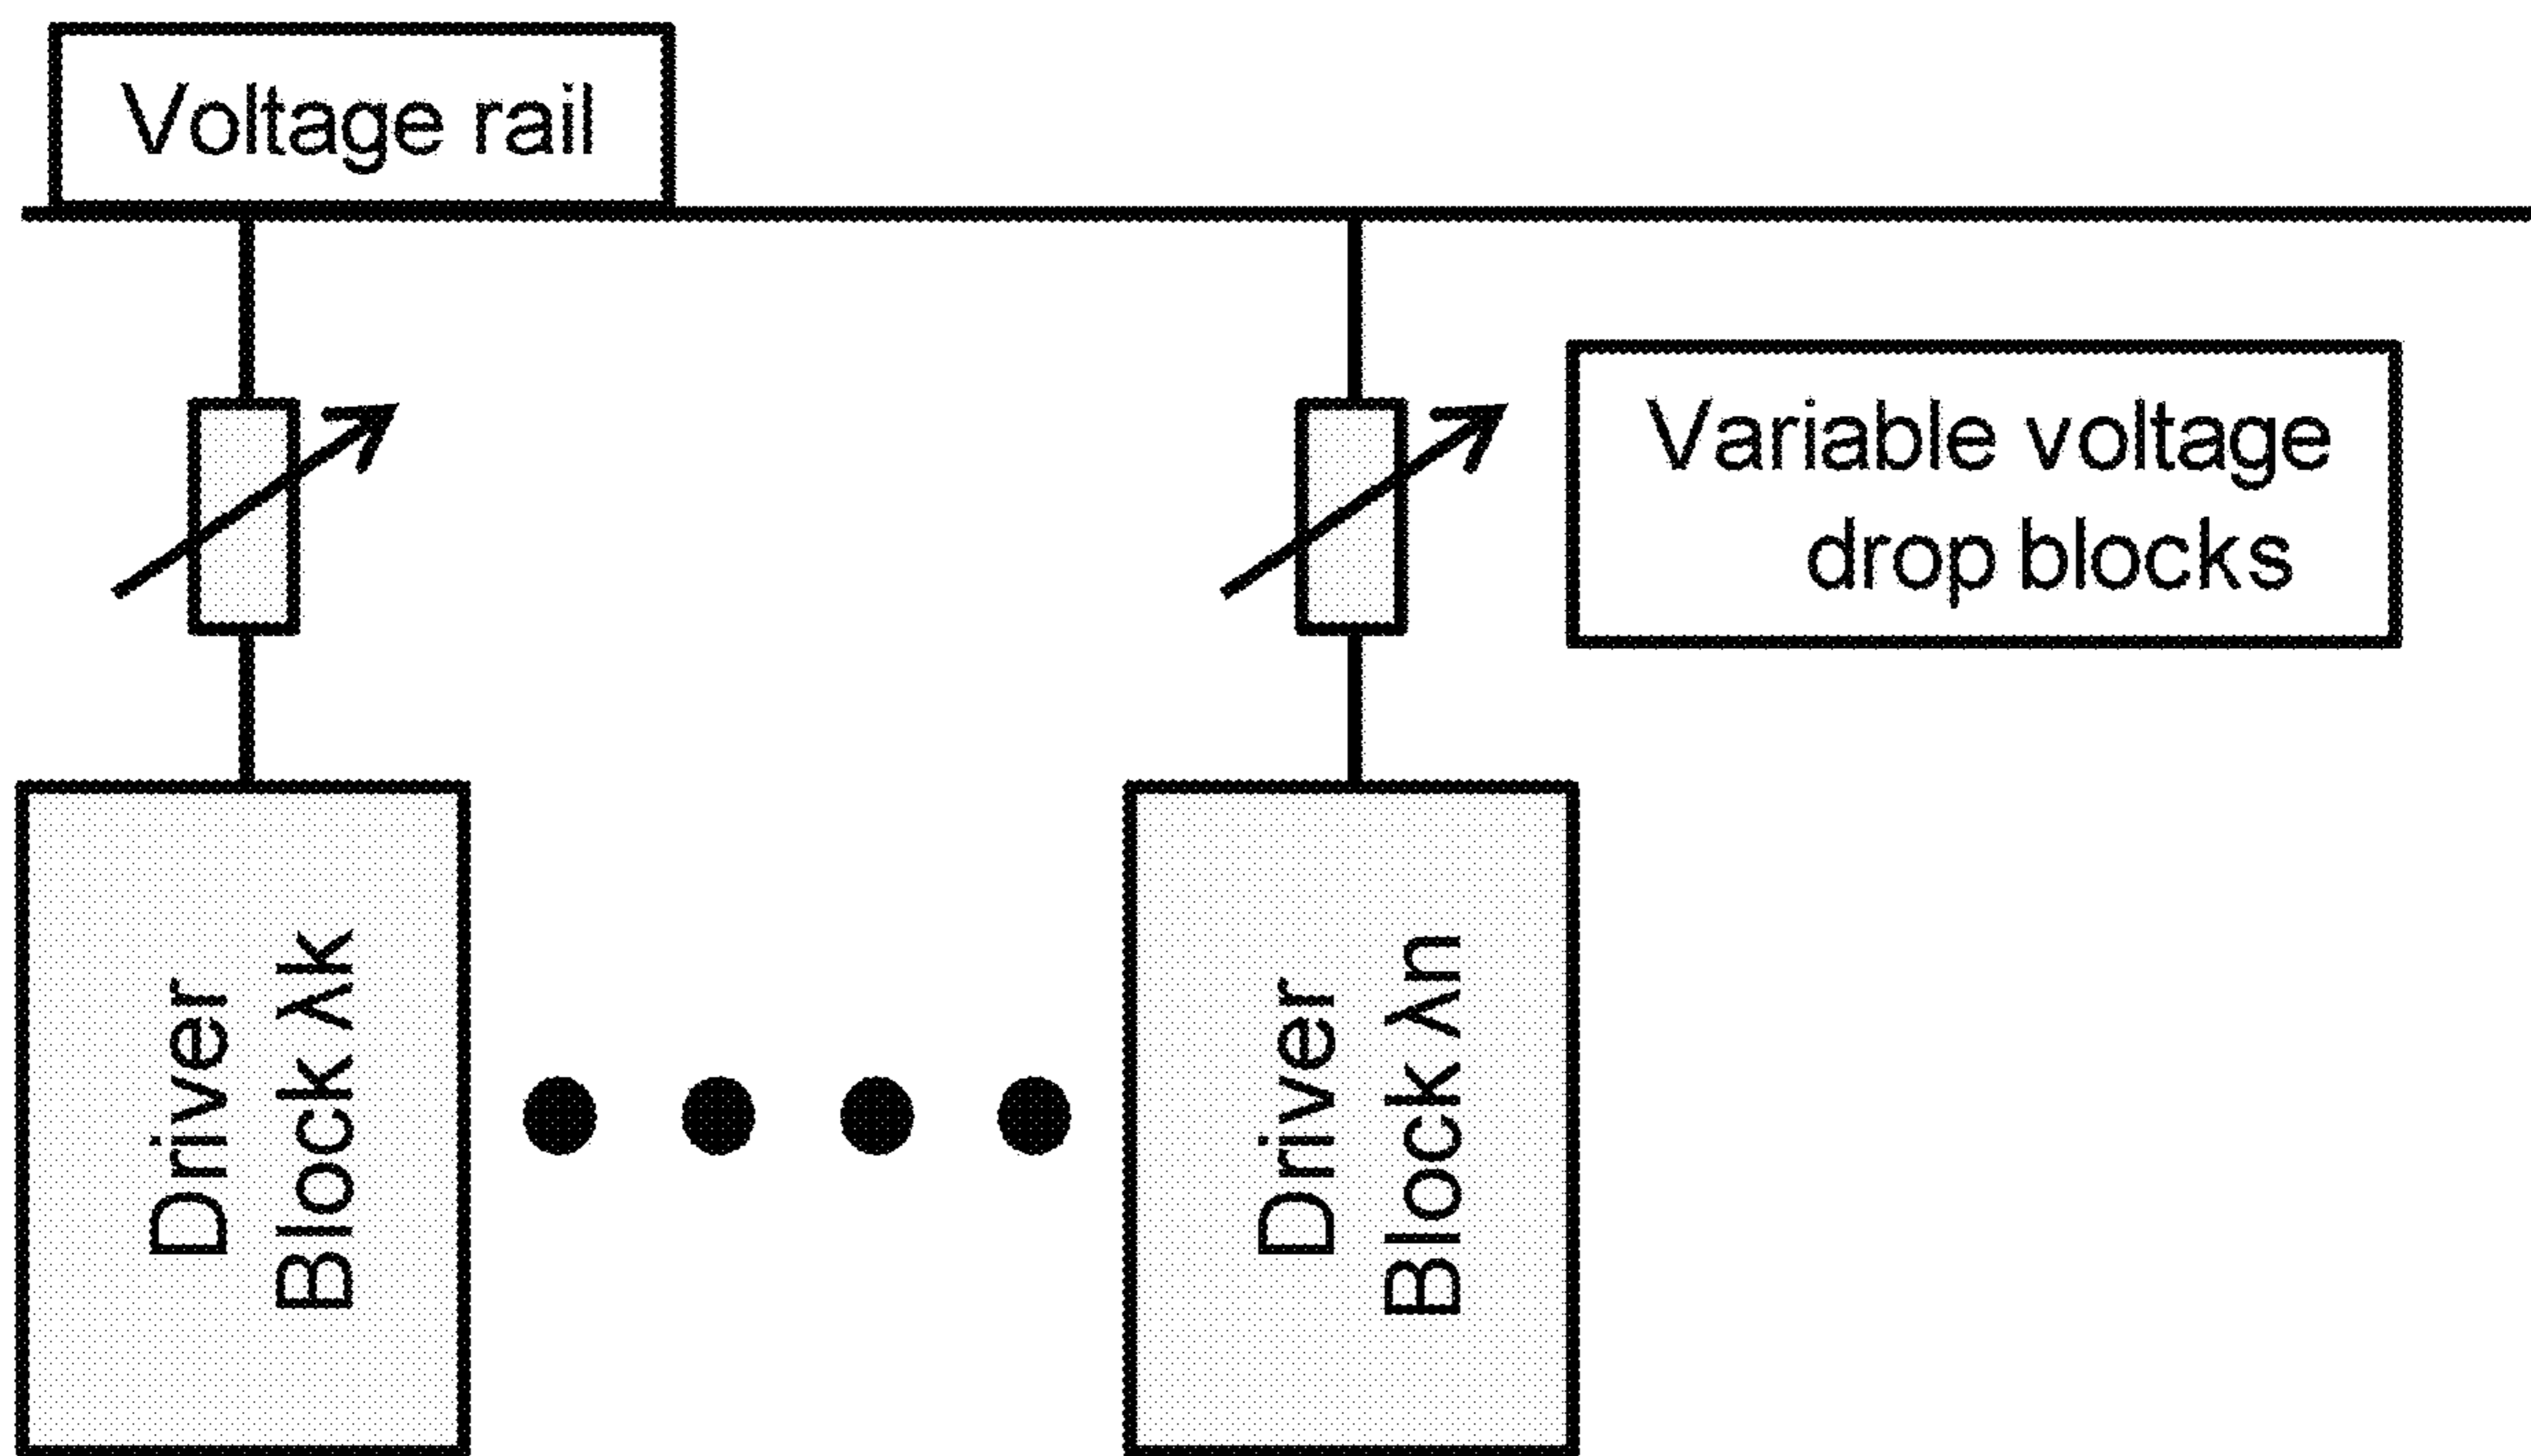 Voltage rail
Variable voltage
drop blocks
Driver
Block λk
Driver
Block λn